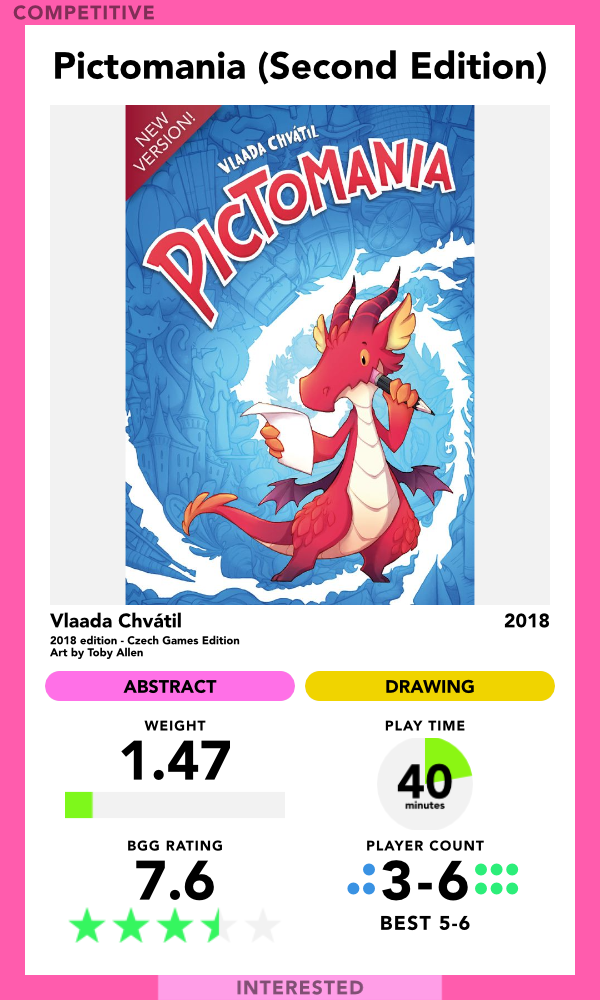 COMPETITIVE
Pictomania (Second Edition)
NEW
VERSION!
VLAADA CHVÁTIL
PICTOMANIA
Vlaada Chvátil
2018
2018 edition - Czech Games Edition
Art by Toby Allen
ABSTRACT
DRAWING
WEIGHT
1.47
PLAY TIME
40
minutes
BGG RATING
7.6
PLAYER COUNT
3-6
BEST 5-6
INTERESTED